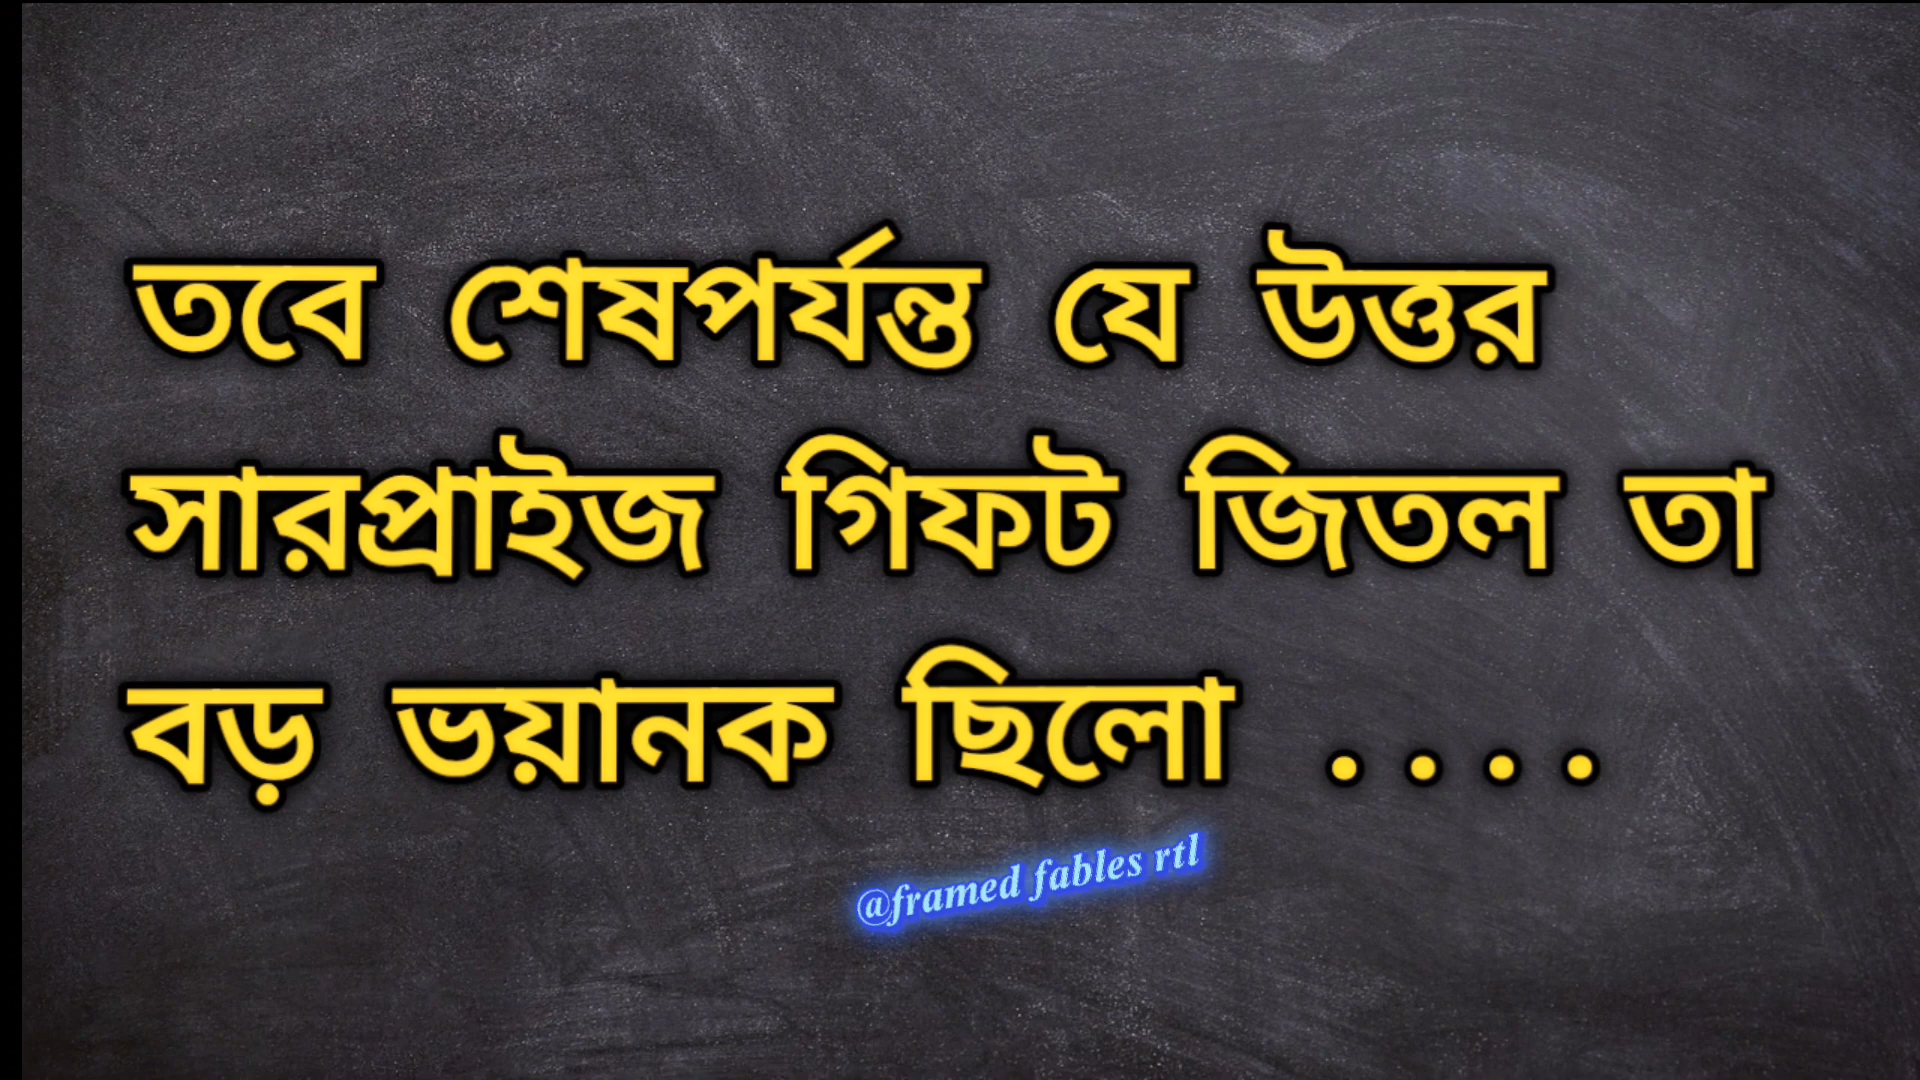 তবে শেষপর্যন্ত যে উত্তর
সারপ্রাইজ গিফট জিতল তা
বড় ভয়ানক ছিলো . . . .
@framed fables rtl